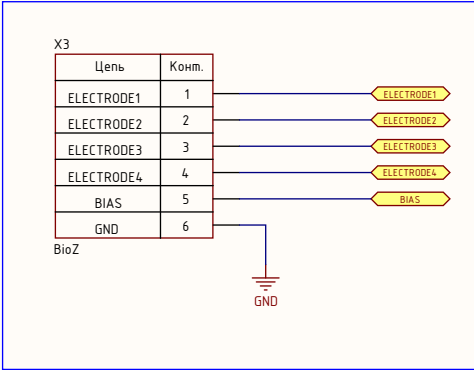 X3
Цепь Конт.
ELECTRODE1 1 ELECTRODE1
ELECTRODE2 2 ELECTRODE2
ELECTRODE3 3 ELECTRODE3
ELECTRODE4 4 ELECTRODE4
BIAS 5 BIAS
GND 6
BioZ
GND